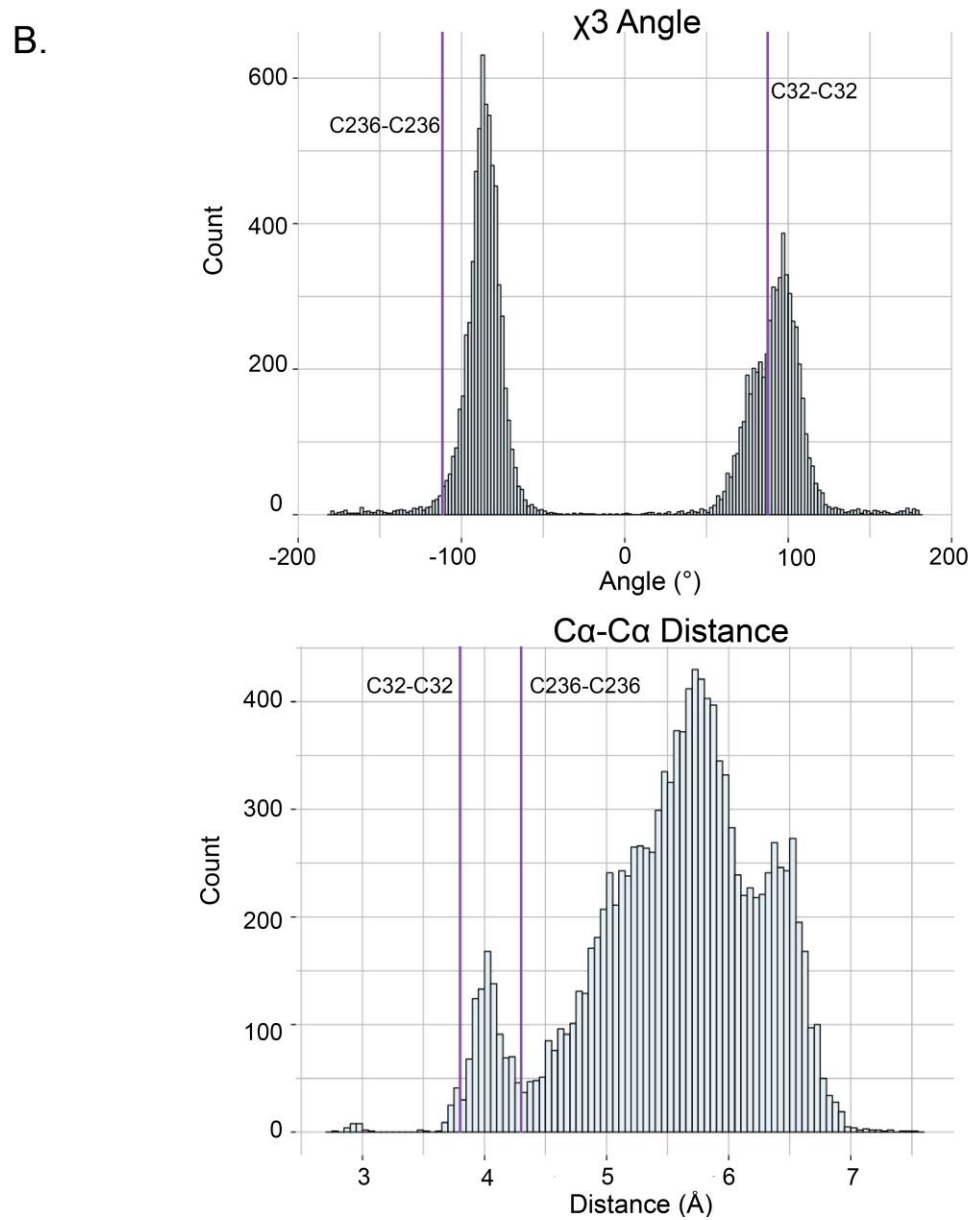 B.
χ3 Angle
600
C32-C32
C236-C236
400
Count
200
0
-200
-100
0
100
200
Angle (°)
Cα-Cα Distance
C32-C32
C236-C236
400
300
Count
200
100
0
3
4
5
6
7
Distance (Å)